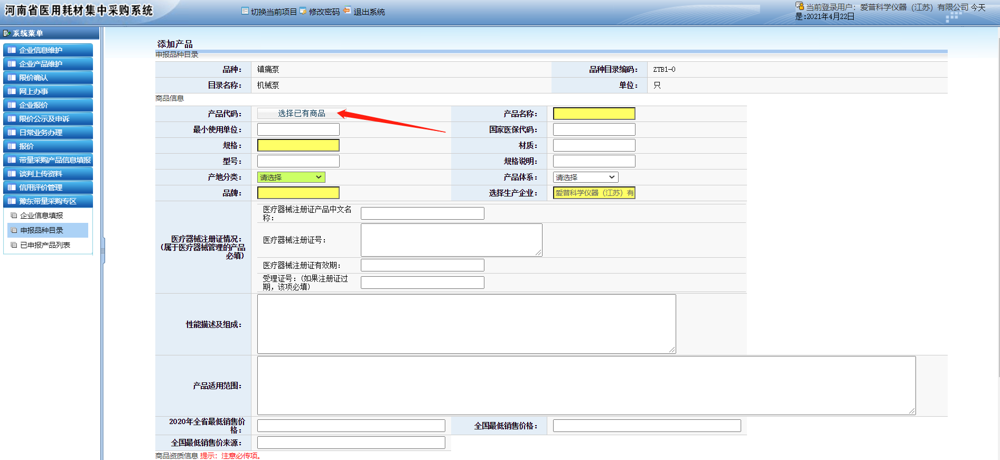 河南省医用耗材集中采购系统
切换当前项目 修改密码 退出系统
当前登录用户：爱普科学仪器（江苏）有限公司 今天
是:2021年4月22日
系统菜单
企业信息维护
企业产品维护
限价确认
网上办事
企业报价
限价公示及申诉
日常业务办理
报价
带量采购产品信息填报
谈判上传资料
信用评价管理
豫东带量采购专区
企业信息填报
申报品种目录
已申报产品列表
添加产品
申报品种目录
品种： 镇痛泵 品种目录编码： ZTB1-0
目录名称： 机械泵 单位： 只
商品信息
产品代码： 选择已有商品 产品名称：
最小使用单位： 国家医保代码：
规格： 材质：
型号： 规格说明：
产地分类： 请选择 产品体系： 请选择
品牌： 选择生产企业： 爱普科学仪器（江苏）有
医疗器械注册证情况：
（属于医疗器械管理的产品
必填）
医疗器械注册证产品中文名
称：
医疗器械注册证号：
医疗器械注册证有效期：
受理证号：（如果注册证过
期，该项必填）
性能描述及组成：
产品适用范围：
2020年全省最低销售价
格：
全国最低销售价格：
全国最低销售价来源：
商品资质信息 提示：注意必传项。